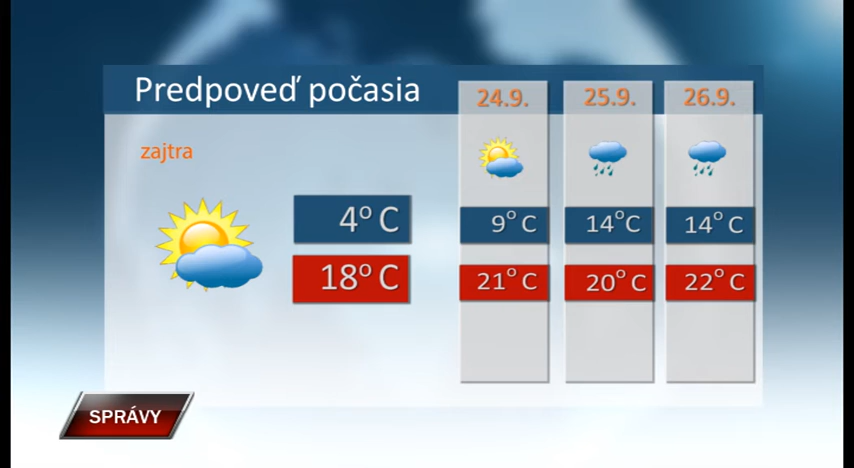 Predpoveď počasia
zajtra
4° C
18° C
24.9. 25.9. 26.9.
9° C 14°C 14° C
21° C 20° C 22° C
SPRÁVY